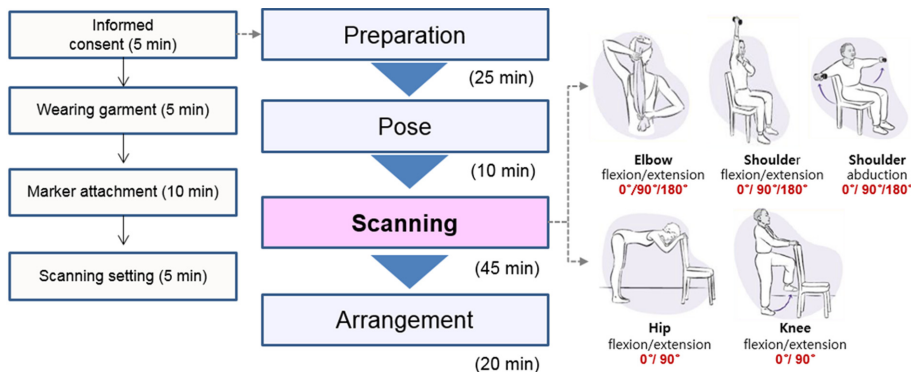 Informed
consent (5 min)
Wearing garment (5 min)
Marker attachment (10 min)
Scanning setting (5 min)
Preparation
(25 min)
Pose
(10 min)
Scanning
(45 min)
Arrangement
(20 min)
Elbow
flexion/extension
0°/90°/180°
Shoulder
flexion/extension
0°/ 90°/180°
Shoulder
abduction
0°/ 90°/180°
Hip
flexion/extension
0°/ 90°
Knee
flexion/extension
0°/ 90°